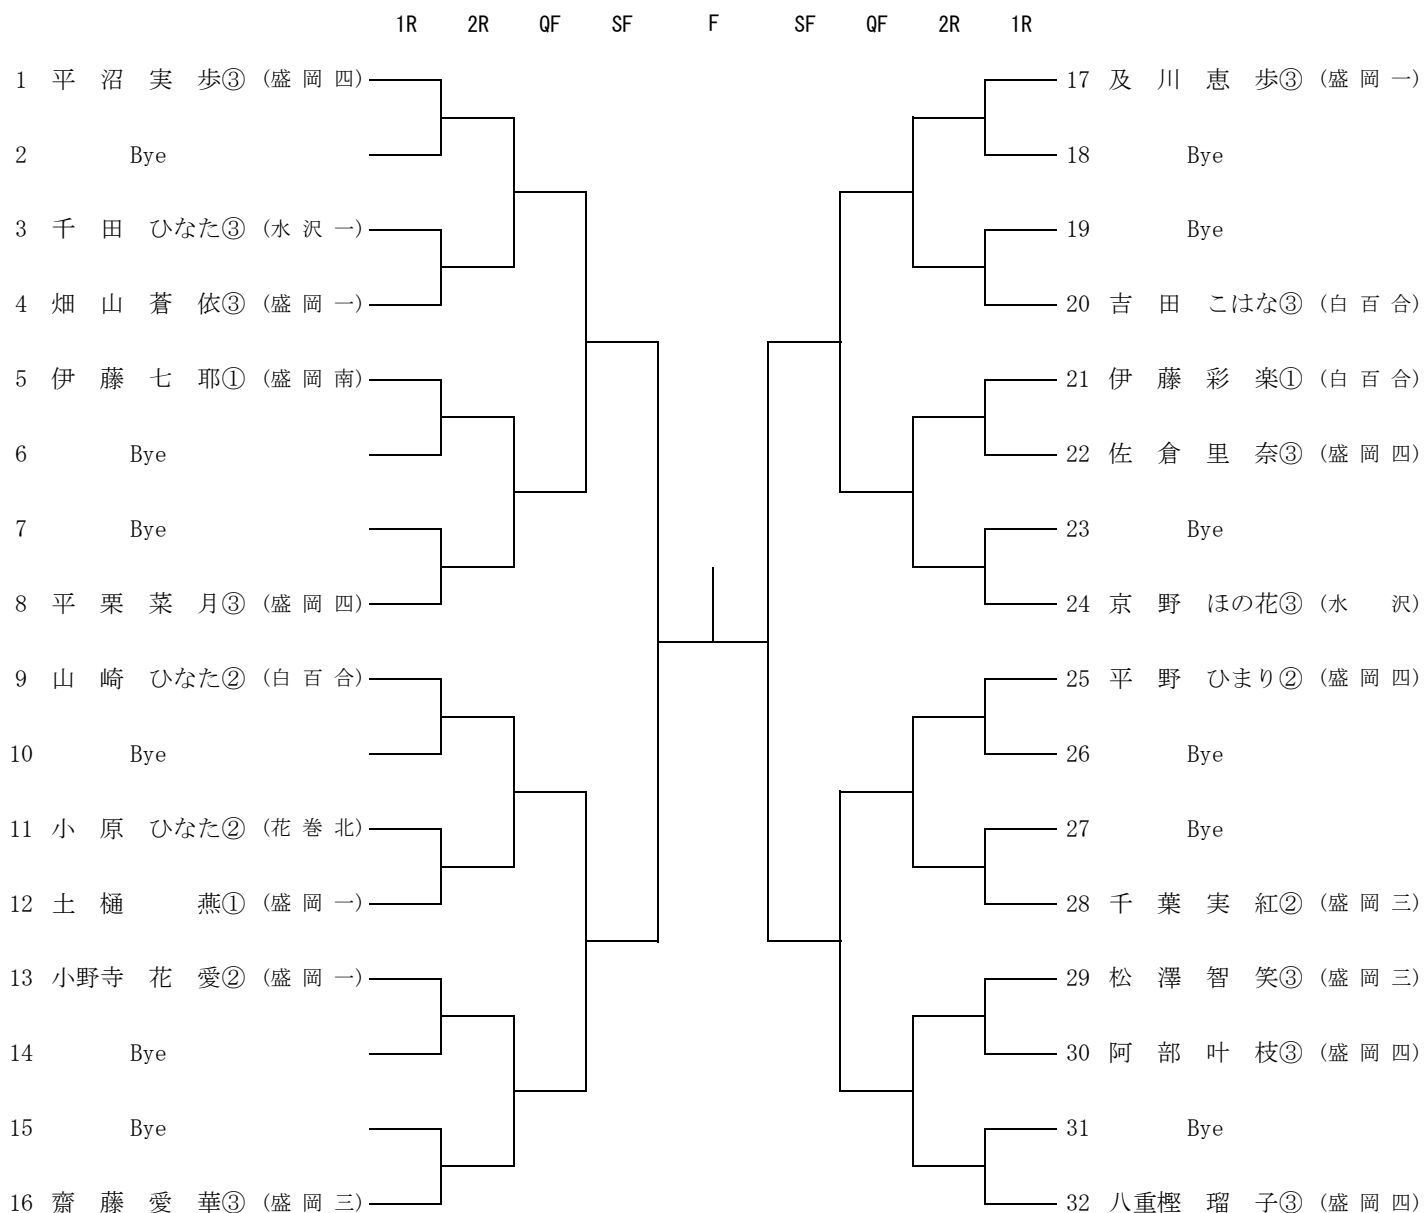 1R 2R QF SF F SF QF 2R 1R
1 平 沼 実 歩③ (盛 岡 四) 17 及 川 恵 歩③ (盛 岡 一)
2 Bye 18 Bye
3 千 田 ひなた③ (水 沢 一) 19 Bye
4 畑 山 蒼 依③ (盛 岡 一) 20 吉 田 こはな③ (白 百 合)
5 伊 藤 七 耶① (盛 岡 南) 21 伊 藤 彩 楽① (白 百 合)
6 Bye 22 佐 倉 里 奈③ (盛 岡 四)
7 Bye 23 Bye
8 平 栗 菜 月③ (盛 岡 四) 24 京 野 ほの花③ (水 沢)
9 山 崎 ひなた② (白 百 合) 25 平 野 ひまり② (盛 岡 四)
10 Bye 26 Bye
11 小 原 ひなた② (花 巻 北) 27 Bye
12 土 樋 燕① (盛 岡 一) 28 千 葉 実 紅② (盛 岡 三)
13 小野寺 花 愛② (盛 岡 一) 29 松 澤 智 笑③ (盛 岡 三)
14 Bye 30 阿 部 叶 枝③ (盛 岡 四)
15 Bye 31 Bye
16 齋 藤 愛 華③ (盛 岡 三) 32 八重樫 瑠 子③ (盛 岡 四)